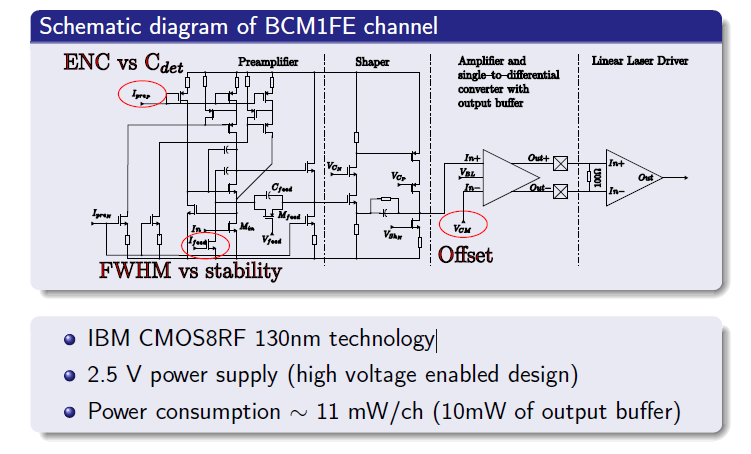 Schematic diagram of BCM1FE channel
ENC vs C_det
Preamplifier
Shaper
Amplifier and
single–to–differential
converter with
output buffer
Linear Laser Driver
I_preP
V_CN
V_CP
In+
V_BL
In−
Out+
Out−
100Ω
In+
Out
In−
C_feed
M_feed
V_feed
I_preN
In
M_in
I_feed
V_ShN
V_CM
FWHM vs stability
Offset
IBM CMOS8RF 130nm technology
2.5 V power supply (high voltage enabled design)
Power consumption ∼ 11 mW/ch (10mW of output buffer)